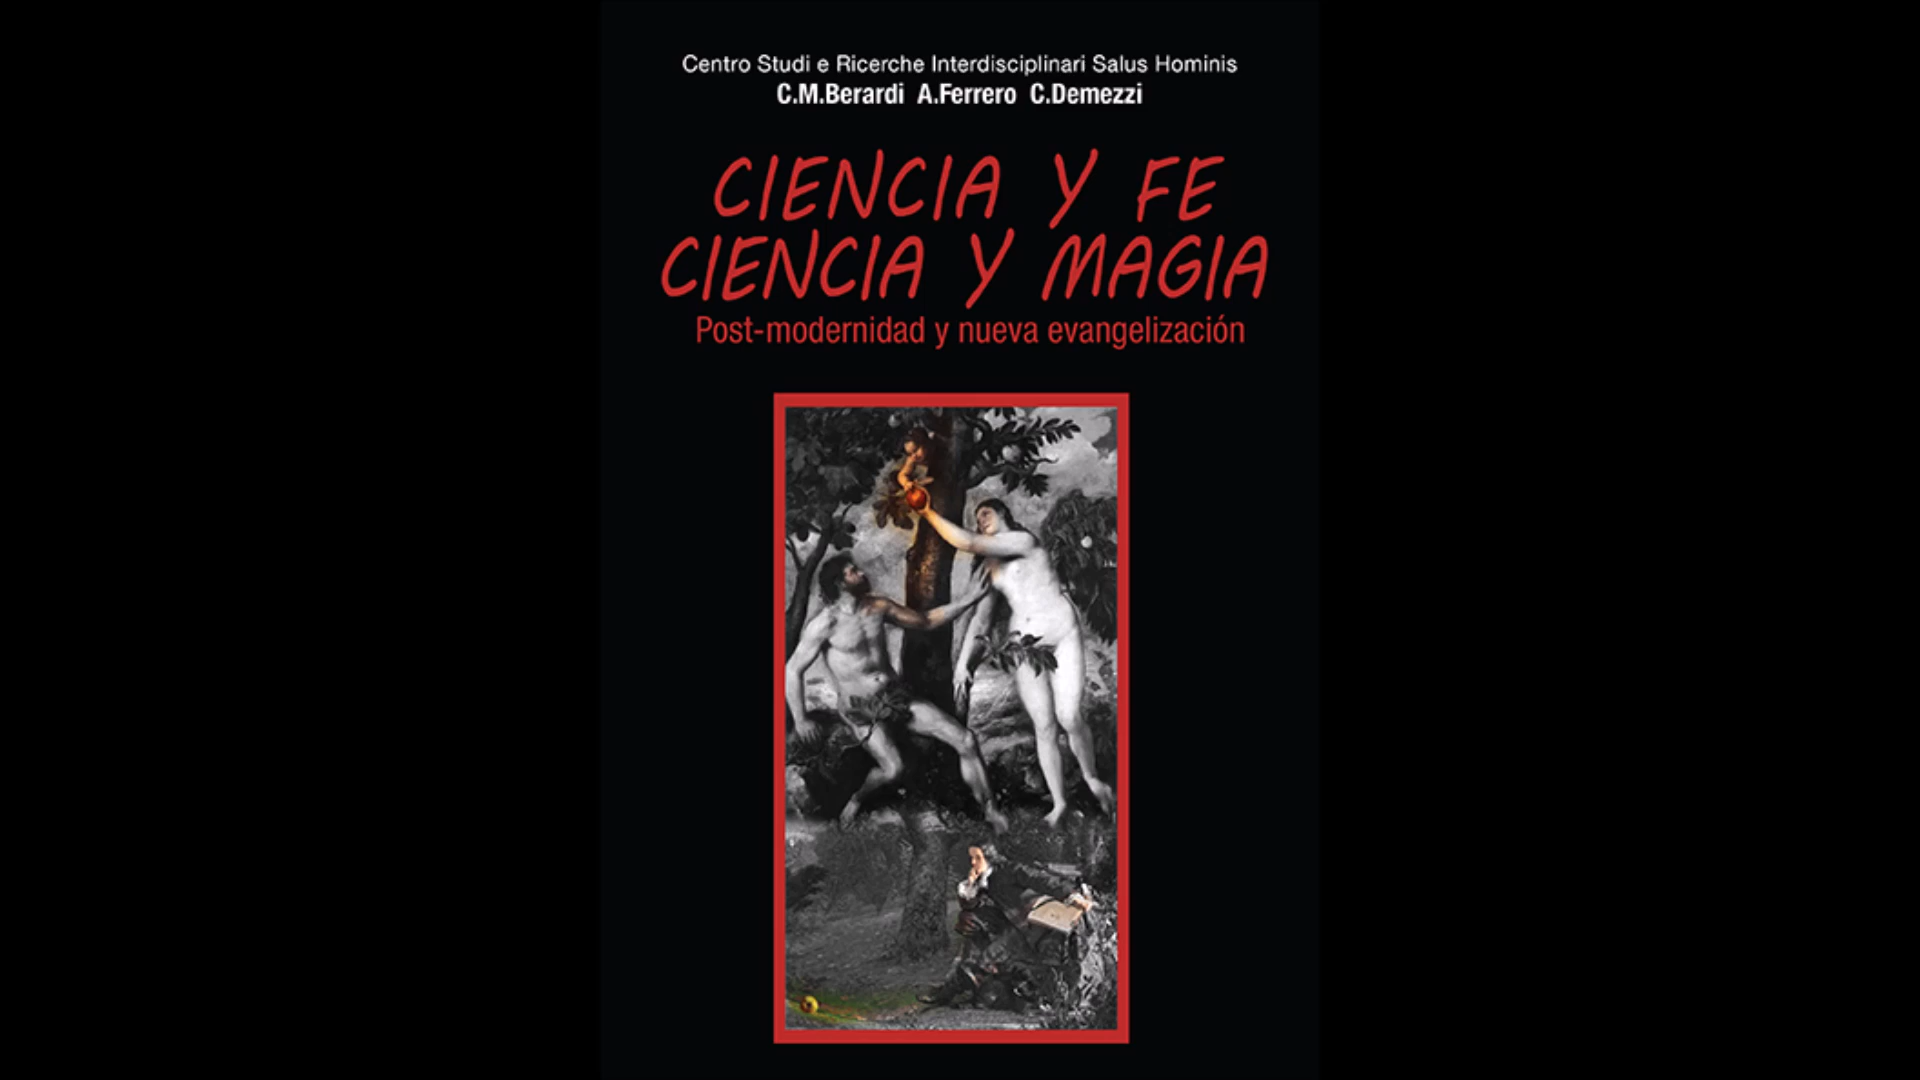 Centro Studi e Ricerche Interdisciplinari Salus Hominis
C.M.Berardi A.Ferrero C.Demezzi
CIENCIA Y FE
CIENCIA Y MAGIA
Post-modernidad y nueva evangelización